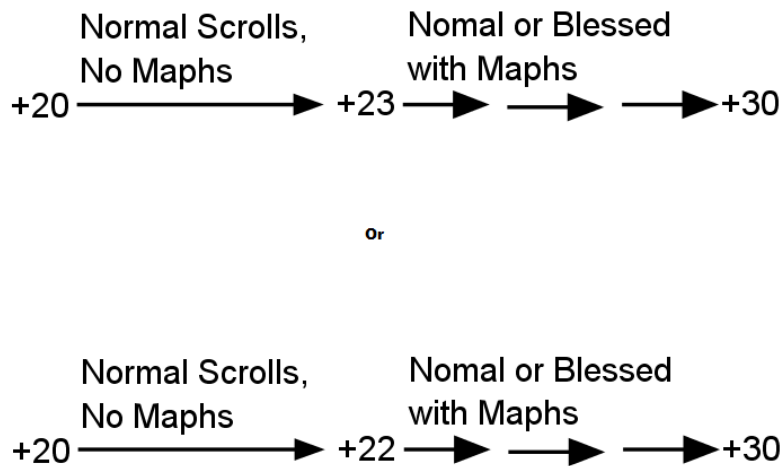 Normal Scrolls,
No Maphs
Nomal or Blessed
with Maphs
+20 +23 +30
Or
Normal Scrolls,
No Maphs
Nomal or Blessed
with Maphs
+20 +22 +30